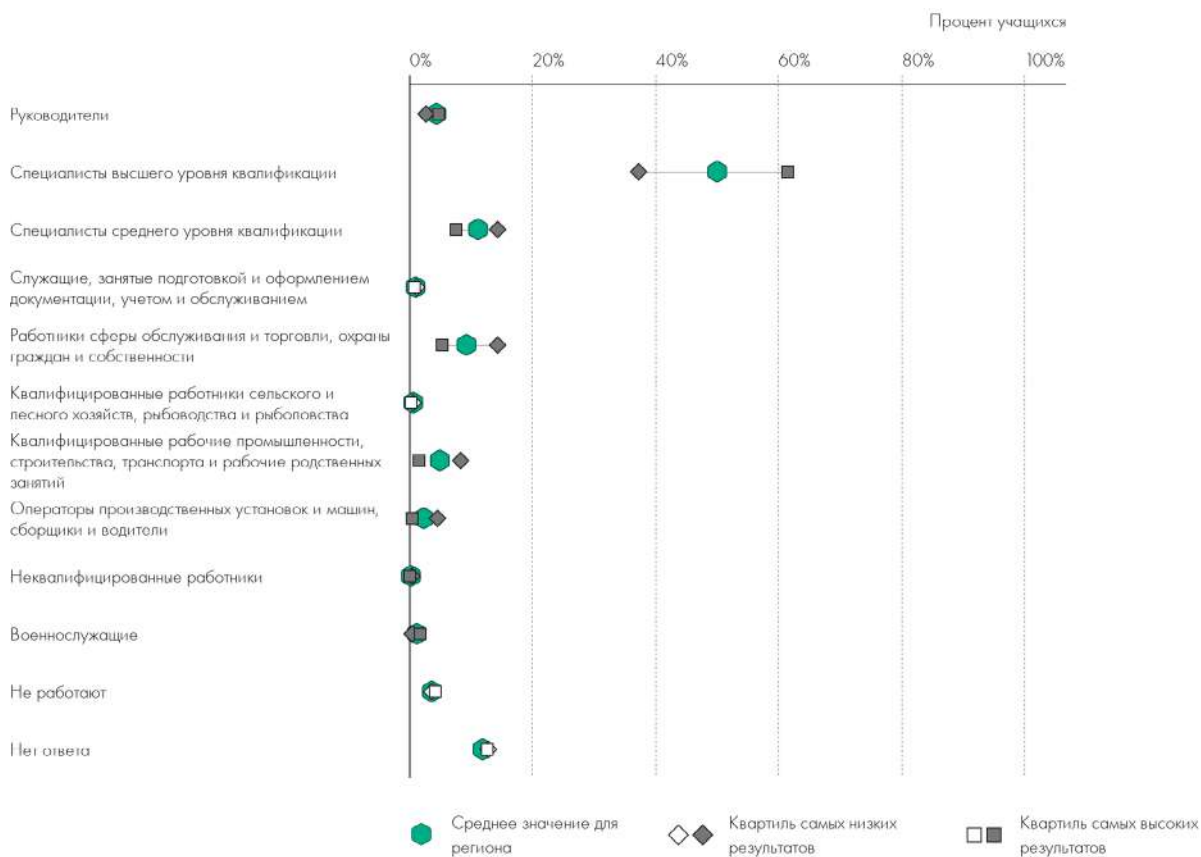 Процент учащихся
0% 20% 40% 60% 80% 100%
Руководители
Специалисты высшего уровня квалификации
Специалисты среднего уровня квалификации
Служащие, занятые подготовкой и оформлением
документации, учетом и обслуживанием
Работники сферы обслуживания и торговли, охраны
граждан и собственности
Квалифицированные работники сельского и
лесного хозяйств, рыбоводства и рыболовства
Квалифицированные рабочие промышленности,
строительства, транспорта и рабочие родственных
занятий
Операторы производственных установок и машин,
сборщики и водители
Неквалифицированные работники
Военнослужащие
Не работают
Нет ответа
Среднее значение для
региона
Квартиль самых низких
результатов
Квартиль самых высоких
результатов